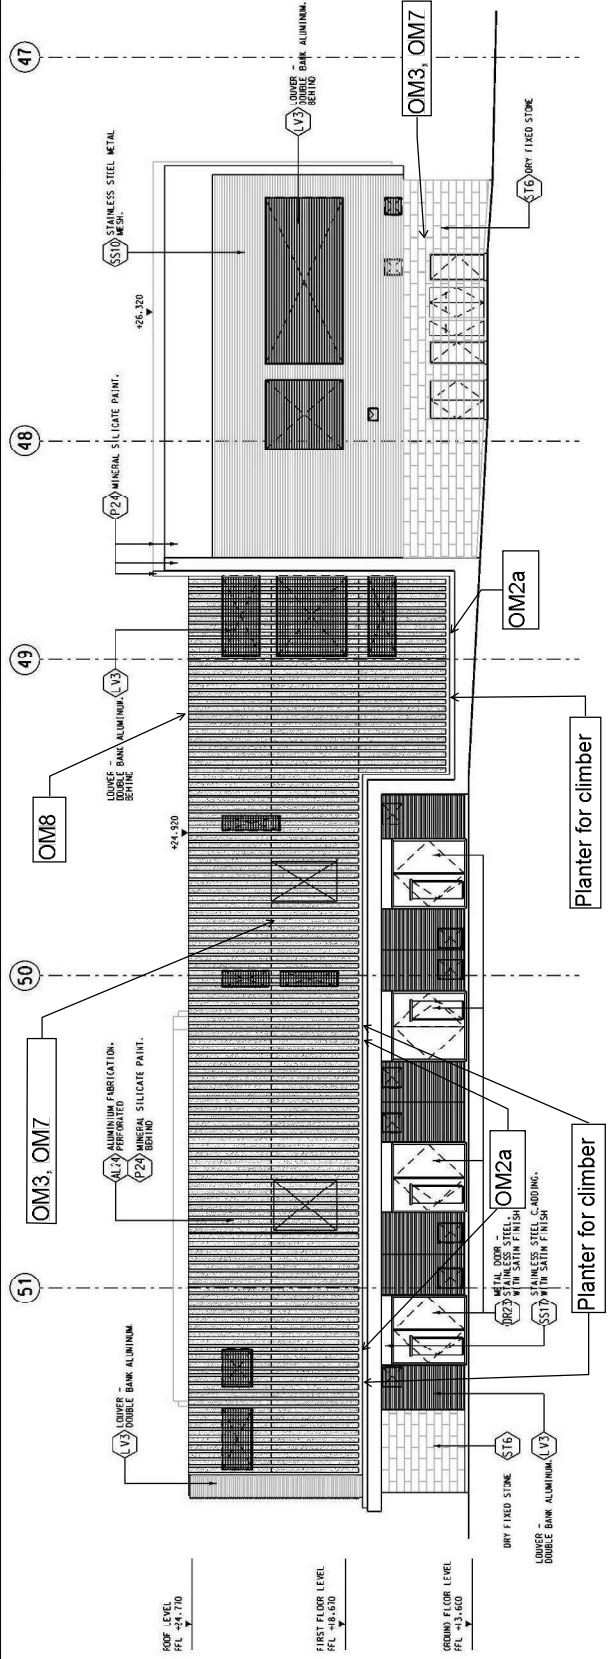 51
50
49
48
47
OM3, OM7
OM8
LV3
LOUVER -
DOUBLE BANK ALUMINUM.
AL24
ALUMINIUM FABRICATION.
PERFORATED
P24
MINERAL SILICATE PAINT.
BEHIND
LOUVER -
DOUBLE BANK ALUMINUM.
BEHIND
LV3
P24
MINERAL SILICATE PAINT.
SS10
STAINLESS STEEL METAL
MESH.
+24.920
+26.320
LV3
LOUVER -
DOUBLE BANK ALUMINUM.
BEHIND
OM3, OM7
ROOF LEVEL
FFL +24.770
FIRST FLOOR LEVEL
FFL +18.670
GROUND FLOOR LEVEL
FFL +13.600
DRY FIXED STONE
ST6
LOUVER -
DOUBLE BANK ALUMINUM.
LV3
DR23
METAL DOOR -
STAINLESS STEEL.
WITH SATIN FINISH
SS17
STAINLESS STEEL CLADDING.
WITH SATIN FINISH
OM2a
OM2a
ST6
DRY FIXED STONE
Planter for climber
Planter for climber